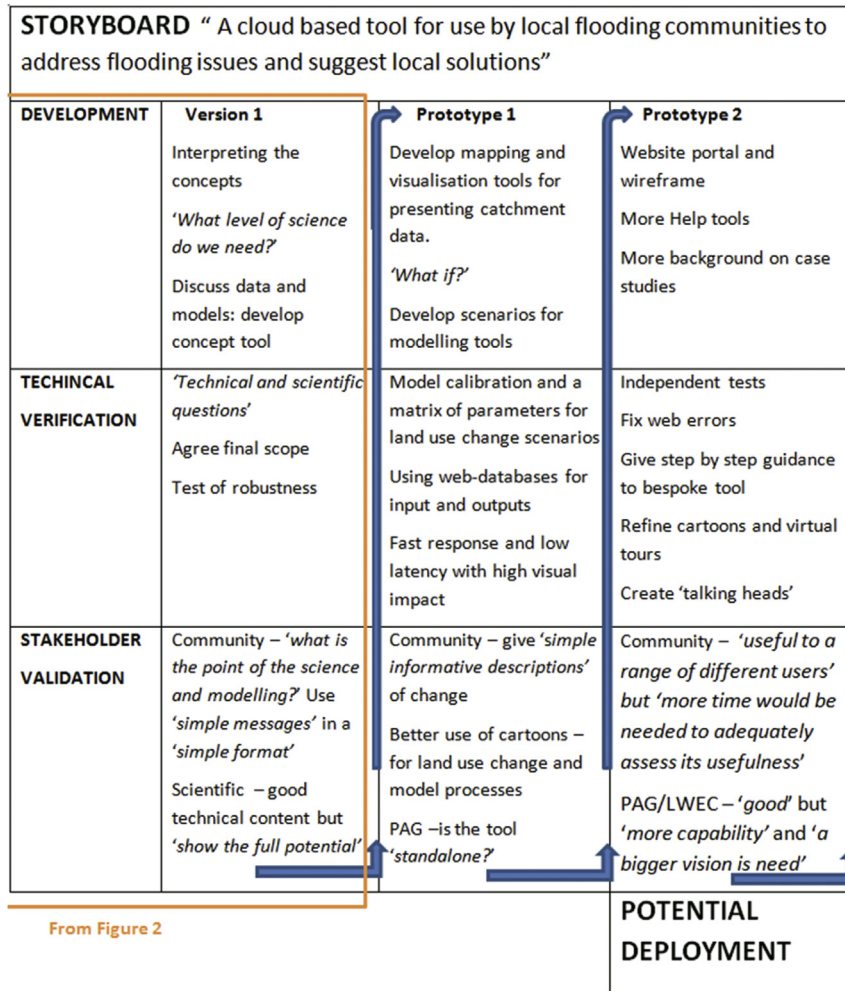 STORYBOARD “ A cloud based tool for use by local flooding communities to
address flooding issues and suggest local solutions”
DEVELOPMENT
Version 1
Interpreting the
concepts
‘What level of science
do we need?’
Discuss data and
models: develop
concept tool
Prototype 1
Develop mapping and
visualisation tools for
presenting catchment
data.
‘What if?’
Develop scenarios for
modelling tools
Prototype 2
Website portal and
wireframe
More Help tools
More background on case
studies
TECHINCAL
VERIFICATION
‘Technical and scientific
questions’
Agree final scope
Test of robustness
Model calibration and a
matrix of parameters for
land use change scenarios
Using web-databases for
input and outputs
Fast response and low
latency with high visual
impact
Independent tests
Fix web errors
Give step by step guidance
to bespoke tool
Refine cartoons and virtual
tours
Create ‘talking heads’
STAKEHOLDER
VALIDATION
Community – ‘what is
the point of the science
and modelling?’ Use
‘simple messages’ in a
‘simple format’
Scientific – good
technical content but
‘show the full potential’
Community – give ‘simple
informative descriptions’
of change
Better use of cartoons –
for land use change and
model processes
PAG –is the tool
‘standalone?’
Community – ‘useful to a
range of different users’
but ‘more time would be
needed to adequately
assess its usefulness’
PAG/LWEC – ‘good’ but
‘more capability’ and ‘a
bigger vision is need’
From Figure 2
POTENTIAL
DEPLOYMENT